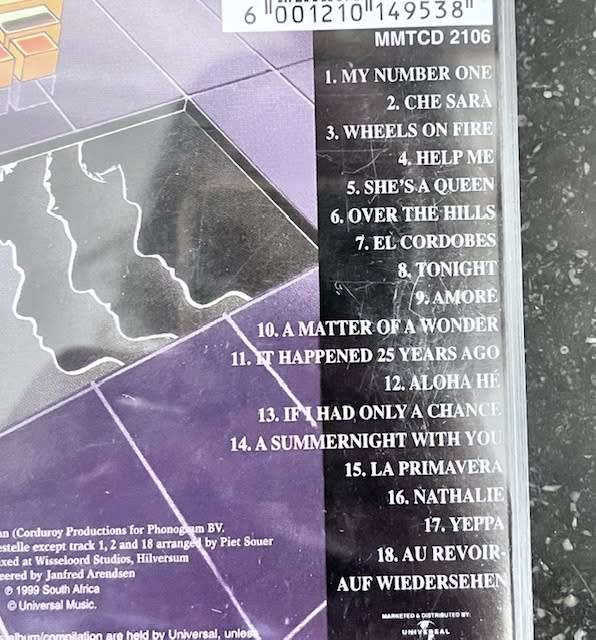 6 001210 149538
MMTCD 2106
1. MY NUMBER ONE
2. CHE SARÀ
3. WHEELS ON FIRE
4. HELP ME
5. SHE'S A QUEEN
6. OVER THE HILLS
7. EL CORDOBES
8. TONIGHT
9. AMORÉ
10. A MATTER OF A WONDER
11. IT HAPPENED 25 YEARS AGO
12. ALOHA HÉ
13. IF I HAD ONLY A CHANCE
14. A SUMMERNIGHT WITH YOU
15. LA PRIMAVERA
16. NATHALIE
17. YEPPA
18. AU REVOIR-
AUF WIEDERSEHEN
(Corduroy Productions for Phonogram BV.
except track 1, 2 and 18 arranged by Piet Souer
at Wisseloord Studios, Hilversum
by Janfred Arendsen
℗ 1999 South Africa
© Universal Music.
album/compilation are held by Universal, unless
MARKETED & DISTRIBUTED BY:
UNIVERSAL